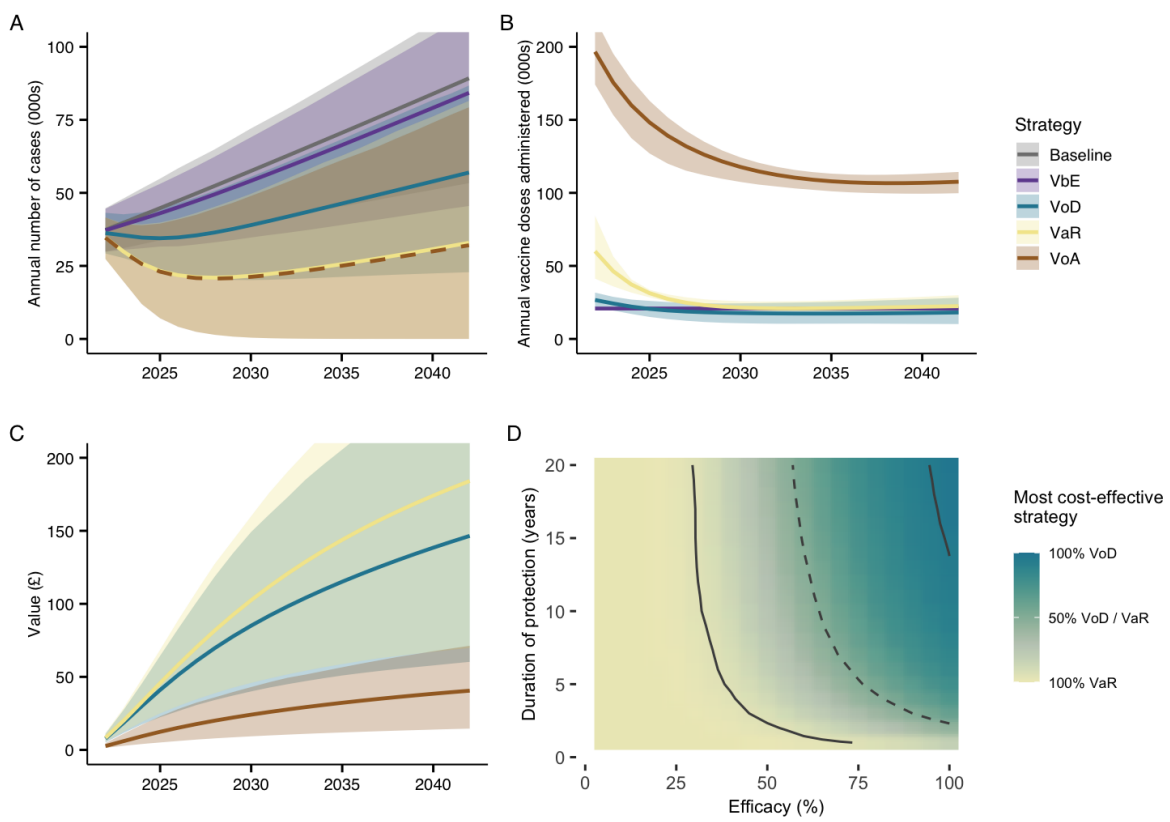 A
Annual number of cases (000s)
100
75
50
25
0
2025
2030
2035
2040
B
Annual vaccine doses administered (000s)
200
150
100
50
0
2025
2030
2035
2040
Strategy
Baseline
VbE
VoD
VaR
VoA
C
Value (£)
200
150
100
50
0
2025
2030
2035
2040
D
Duration of protection (years)
20
15
10
5
0
0
25
50
75
100
Efficacy (%)
Most cost-effective
strategy
100% VoD
50% VoD / VaR
100% VaR